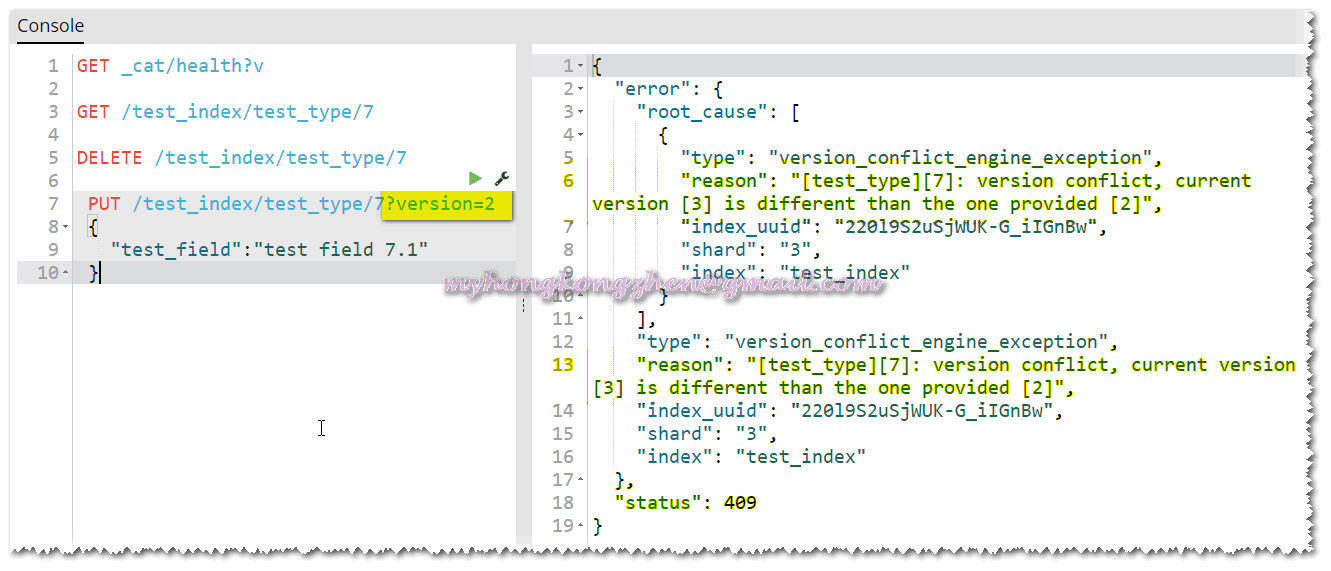 Console
1 GET _cat/health?v
2
3 GET /test_index/test_type/7
4
5 DELETE /test_index/test_type/7
6
7 PUT /test_index/test_type/7?version=2
8 {
9 "test_field":"test field 7.1"
10 }
1 {
2 "error": {
3 "root_cause": [
4 {
5 "type": "version_conflict_engine_exception",
6 "reason": "[test_type][7]: version conflict, current
version [3] is different than the one provided [2]",
7 "index_uuid": "220l9S2uSjWUK-G_iIGnBw",
8 "shard": "3",
9 "index": "test_index"
10 }
11 ],
12 "type": "version_conflict_engine_exception",
13 "reason": "[test_type][7]: version conflict, current version
[3] is different than the one provided [2]",
14 "index_uuid": "220l9S2uSjWUK-G_iIGnBw",
15 "shard": "3",
16 "index": "test_index"
17 },
18 "status": 409
19 }
myhongkongzhen@gmail.com